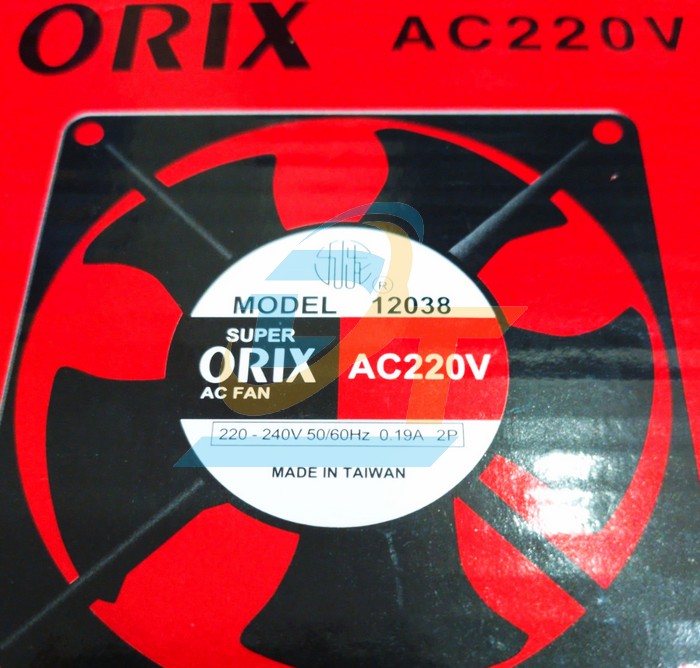 ORIX AC220V
®
MODEL 12038
SUPER
ORIX AC220V
AC FAN
220 - 240V 50/60Hz 0.19A 2P
MADE IN TAIWAN